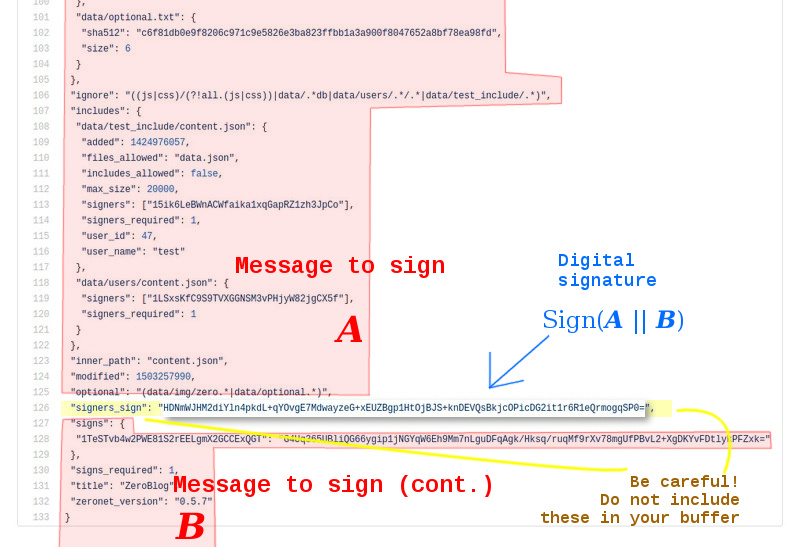 100 },
101 "data/optional.txt": {
102 "sha512": "c6f81db0e9f8206c971c9e5826e3ba823ffbb1a3a900f8047652a8bf78ea98fd",
103 "size": 6
104 }
105 },
106 "ignore": "((js|css)/(?!all.(js|css))|data/.*db|data/users/.*/.*|data/test_include/.*)",
107 "includes": {
108 "data/test_include/content.json": {
109 "added": 1424976057,
110 "files_allowed": "data.json",
111 "includes_allowed": false,
112 "max_size": 20000,
113 "signers": ["15ik6LeBWnACWfaika1xqGapRZ1zh3JpCo"],
114 "signers_required": 1,
115 "user_id": 47,
116 "user_name": "test"
117 },
Message to sign
118 "data/users/content.json": {
119 "signers": ["1LSxsKfC9S9TVXGGNSM3vPHjyW82jgCX5f"],
120 "signers_required": 1
121 }
A
122 },
123 "inner_path": "content.json",
124 "modified": 1503257990,
125 "optional": "(data/img/zero.*|data/optional.*)",
Digital
signature
Sign(A || B)
126 "signers_sign": "HDNmWJHM2diYln4pkdL+qYOvgE7MdwayzeG+xEUZBgp1HtOjBJS+knDEVQsBkjcOPicDG2it1r6R1eQrmogqSP0=",
127 "signs": {
128 "1TeSTvb4w2PWE81S2rEELgmX2GCCExQGT":
129 },
130 "signs_required": 1,
131 "title": "ZeroBlog"
Message to sign (cont.)
132 "zeronet_version": "0.5.7"
133 }
B
Be careful!
Do not include
these in your buffer